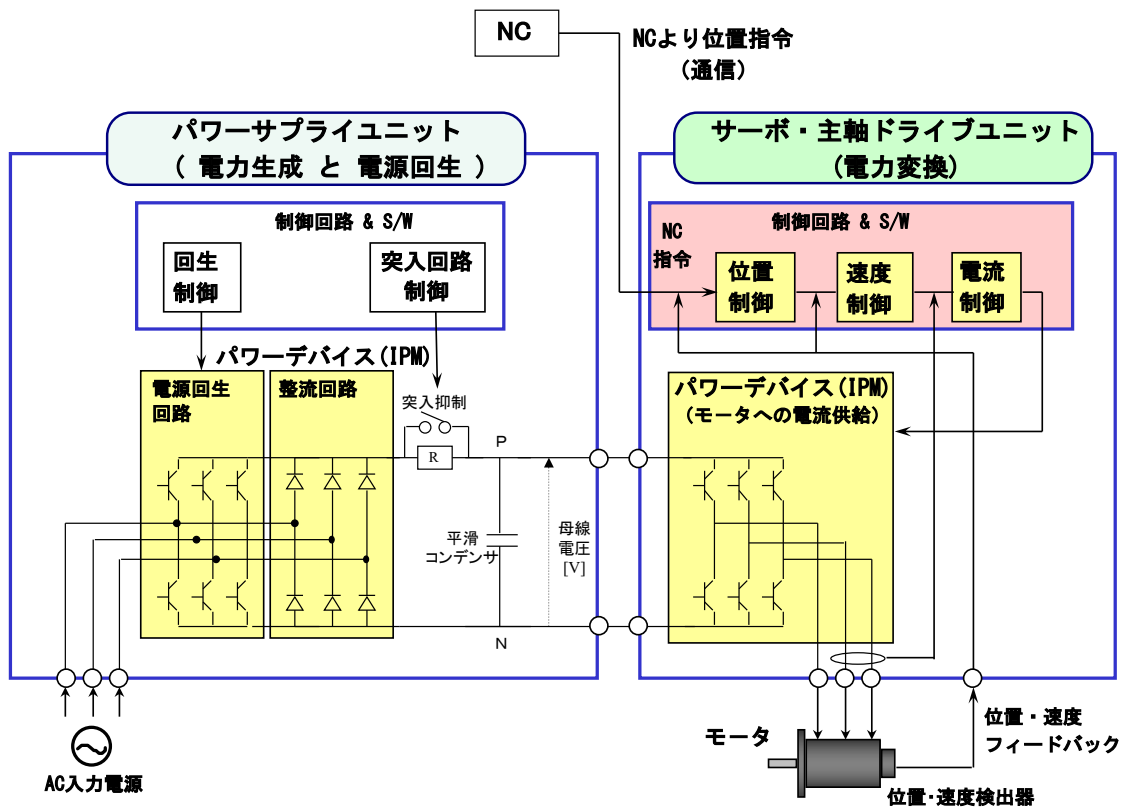 NC
NCより位置指令
(通信)
パワーサプライユニット
( 電力生成 と 電源回生 )
サーボ・主軸ドライブユニット
(電力変換)
制御回路 & S/W
回生
制御
突入回路
制御
制御回路 & S/W
NC
指令
位置
制御
速度
制御
電流
制御
パワーデバイス(IPM)
電源回生
回路
整流回路
突入抑制
R
P
平滑
コンデンサ
母線
電圧
[V]
N
パワーデバイス(IPM)
(モータへの電流供給)
AC入力電源
モータ
位置・速度
フィードバック
位置・速度検出器